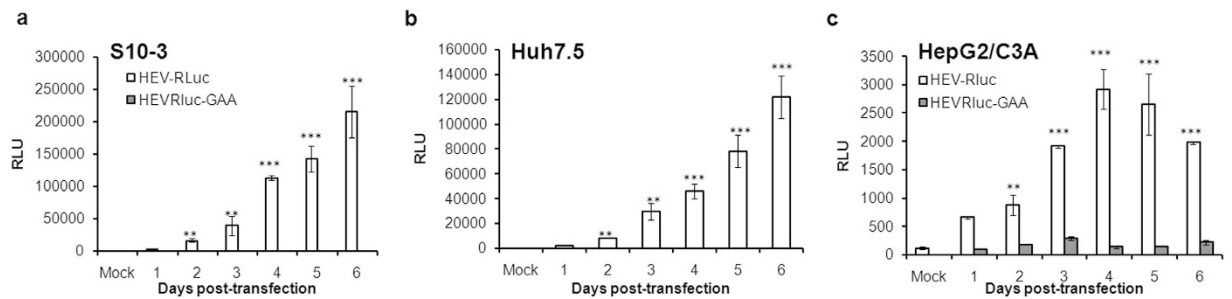 a
S10-3
300000
250000
200000
150000
100000
50000
0
RLU
HEV-RLuc
HEVRluc-GAA
** ** *** *** ***
Mock 1 2 3 4 5 6
Days post-transfection
b
Huh7.5
160000
140000
120000
100000
80000
60000
40000
20000
0
RLU
** ** *** *** ***
Mock 1 2 3 4 5 6
Days post-transfection
c
HepG2/C3A
3500
3000
2500
2000
1500
1000
500
0
RLU
HEV-Rluc
HEVRluc-GAA
** *** *** *** ***
Mock 1 2 3 4 5 6
Days post-transfection